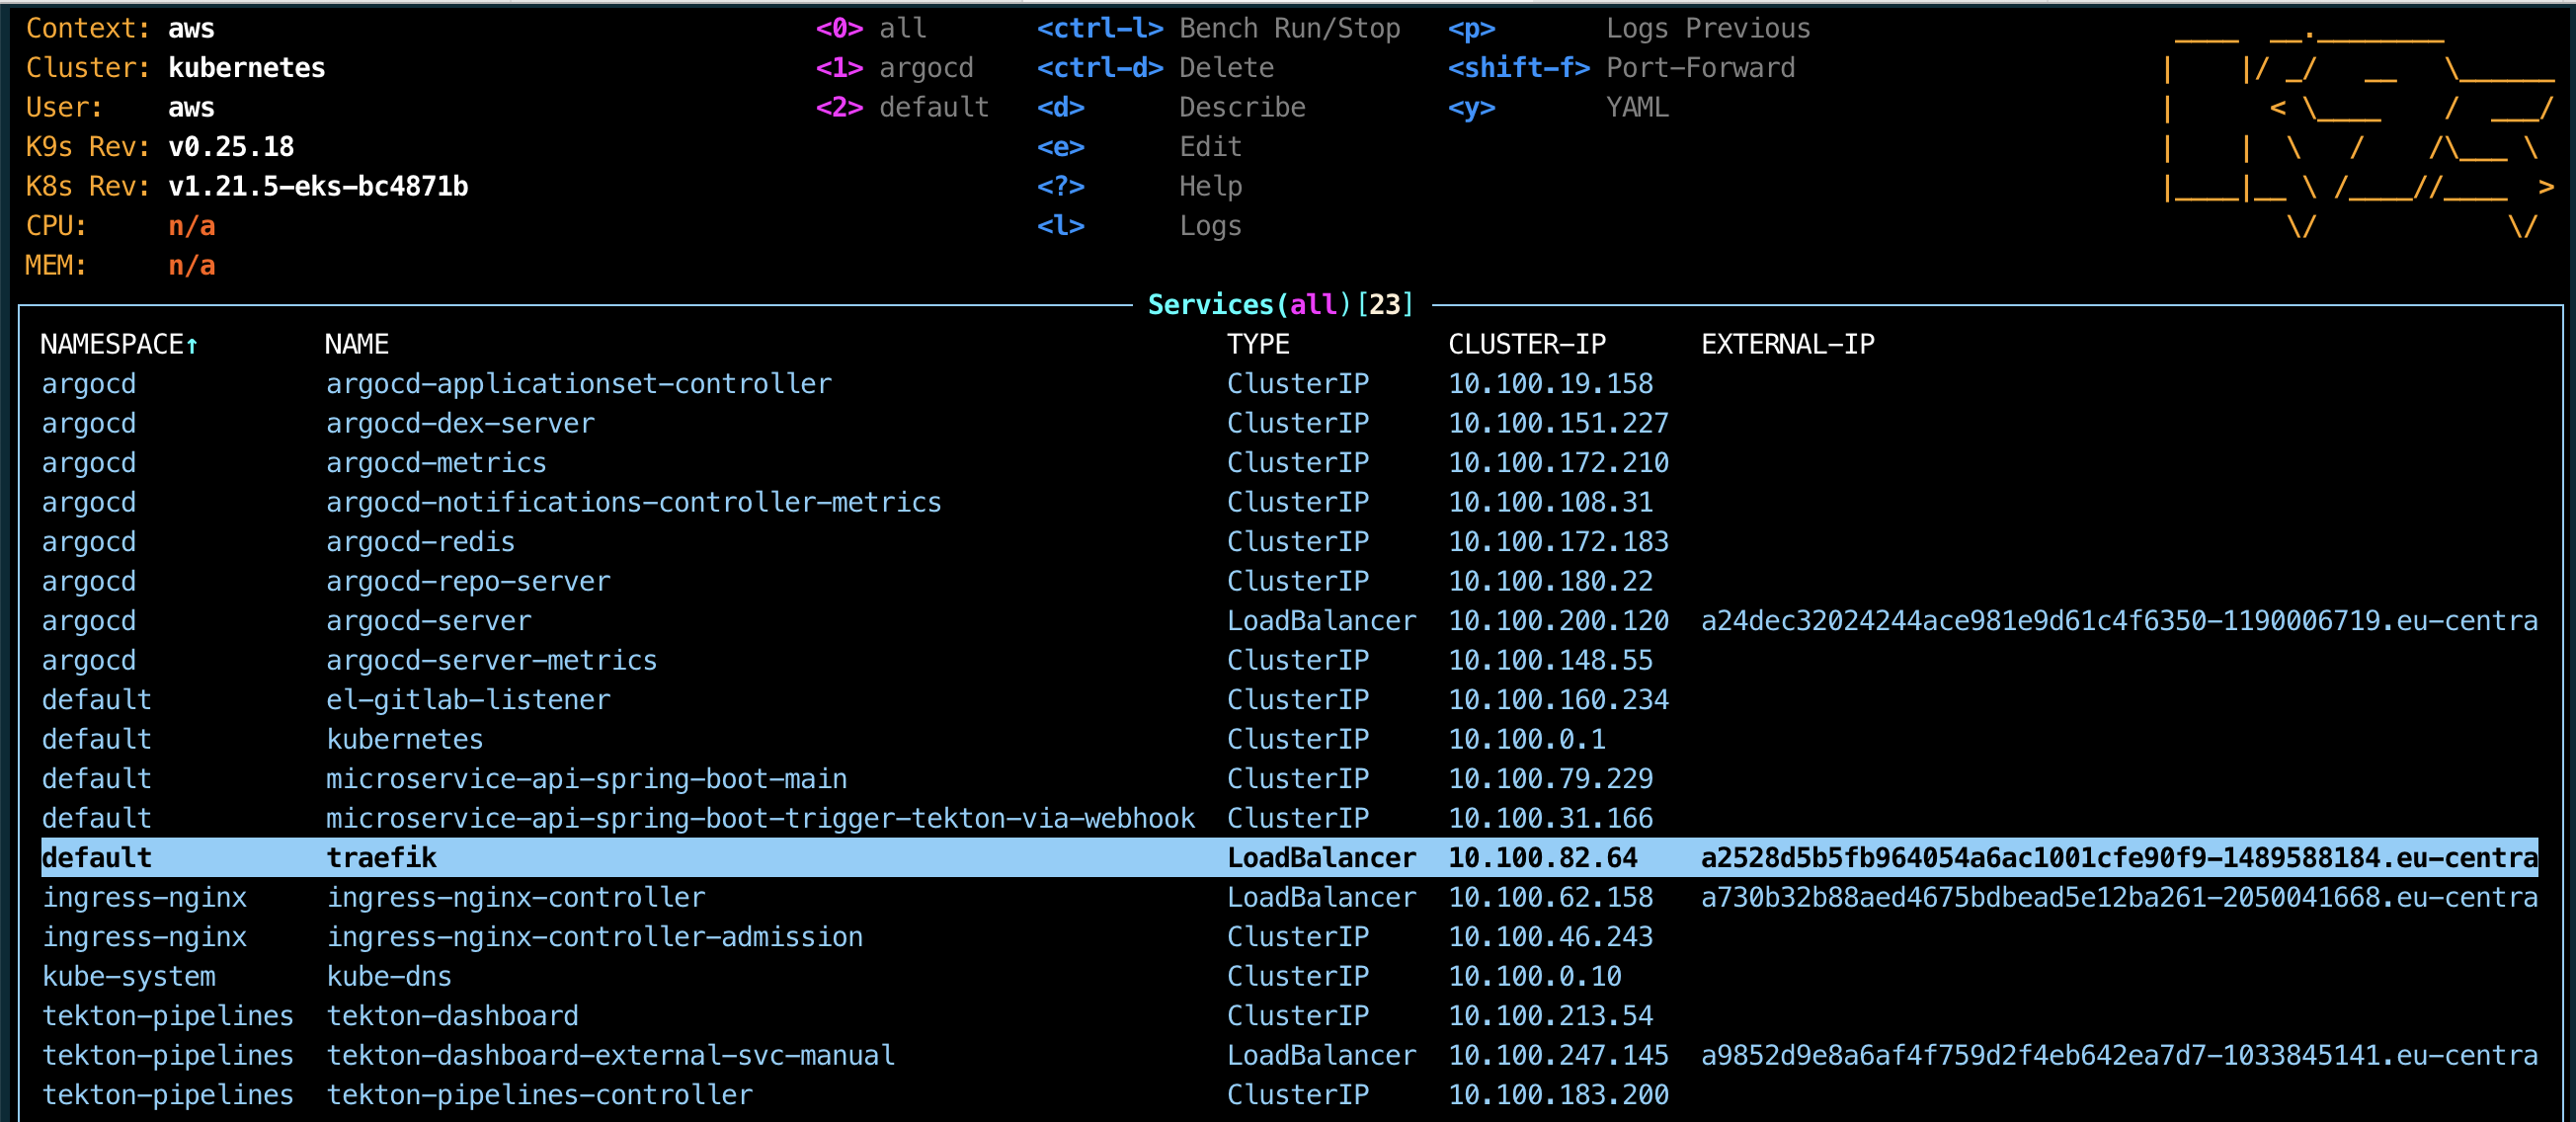 Context: aws <0> all <ctrl-l> Bench Run/Stop <p> Logs Previous
Cluster: kubernetes <1> argocd <ctrl-d> Delete <shift-f> Port-Forward
User: aws <2> default <d> Describe <y> YAML
K9s Rev: v0.25.18 <e> Edit
K8s Rev: v1.21.5-eks-bc4871b <?> Help
CPU: n/a <l> Logs
MEM: n/a
Services(all)[23]
NAMESPACE↑ NAME TYPE CLUSTER-IP EXTERNAL-IP
argocd argocd-applicationset-controller ClusterIP 10.100.19.158
argocd argocd-dex-server ClusterIP 10.100.151.227
argocd argocd-metrics ClusterIP 10.100.172.210
argocd argocd-notifications-controller-metrics ClusterIP 10.100.108.31
argocd argocd-redis ClusterIP 10.100.172.183
argocd argocd-repo-server ClusterIP 10.100.180.22
argocd argocd-server LoadBalancer 10.100.200.120 a24dec32024244ace981e9d61c4f6350-1190006719.eu-centra
argocd argocd-server-metrics ClusterIP 10.100.148.55
default el-gitlab-listener ClusterIP 10.100.160.234
default kubernetes ClusterIP 10.100.0.1
default microservice-api-spring-boot-main ClusterIP 10.100.79.229
default microservice-api-spring-boot-trigger-tekton-via-webhook ClusterIP 10.100.31.166
default traefik LoadBalancer 10.100.82.64 a2528d5b5fb964054a6ac1001cfe90f9-1489588184.eu-centra
ingress-nginx ingress-nginx-controller LoadBalancer 10.100.62.158 a730b32b88aed4675bdbead5e12ba261-2050041668.eu-centra
ingress-nginx ingress-nginx-controller-admission ClusterIP 10.100.46.243
kube-system kube-dns ClusterIP 10.100.0.10
tekton-pipelines tekton-dashboard ClusterIP 10.100.213.54
tekton-pipelines tekton-dashboard-external-svc-manual LoadBalancer 10.100.247.145 a9852d9e8a6af4f759d2f4eb642ea7d7-1033845141.eu-centra
tekton-pipelines tekton-pipelines-controller ClusterIP 10.100.183.200